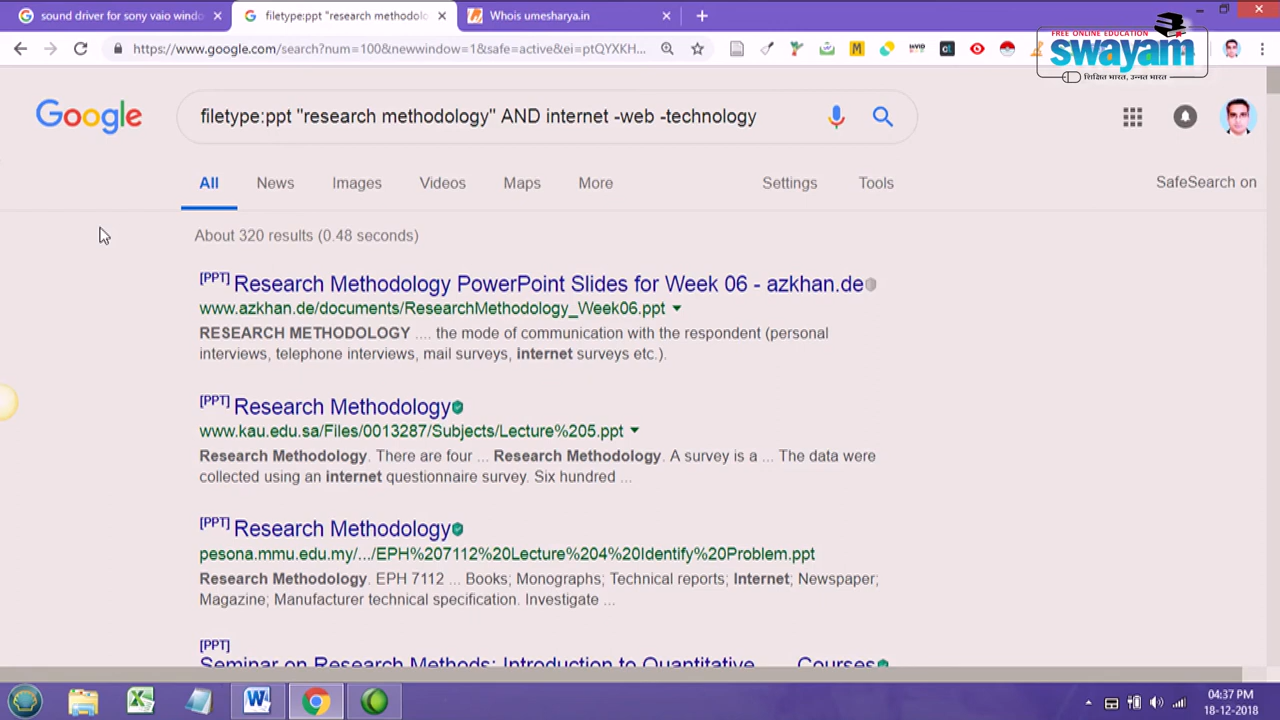 sound driver for sony vaio windo
filetype:ppt "research methodolo
Whois umesharya.in
https://www.google.com/search?num=100&newwindow=1&safe=active&ei=ptQYXKH...
FREE ONLINE EDUCATION
swayam
शिक्षित भारत, उन्नत भारत
Google
filetype:ppt "research methodology" AND internet -web -technology
All News Images Videos Maps More Settings Tools SafeSearch on
About 320 results (0.48 seconds)
[PPT] Research Methodology PowerPoint Slides for Week 06 - azkhan.de
www.azkhan.de/documents/ResearchMethodology_Week06.ppt
RESEARCH METHODOLOGY .... the mode of communication with the respondent (personal
interviews, telephone interviews, mail surveys, internet surveys etc.).
[PPT] Research Methodology
www.kau.edu.sa/Files/0013287/Subjects/Lecture%205.ppt
Research Methodology. There are four ... Research Methodology. A survey is a ... The data were
collected using an internet questionnaire survey. Six hundred ...
[PPT] Research Methodology
pesona.mmu.edu.my/.../EPH%207112%20Lecture%204%20Identify%20Problem.ppt
Research Methodology. EPH 7112 ... Books; Monographs; Technical reports; Internet; Newspaper;
Magazine; Manufacturer technical specification. Investigate ...
[PPT]
Seminar on Research Methods: Introduction to Quantitative ... - Courses
04:37 PM
18-12-2018